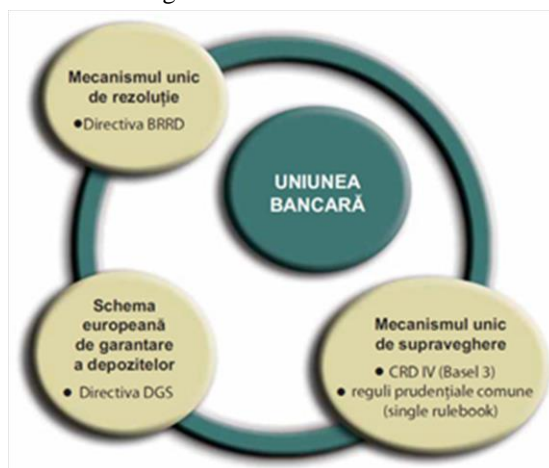 Mecanismul unic
de rezoluție
● Directiva BRRD
UNIUNEA
BANCARĂ
Schema
europeană
de garantare
a depozitelor
● Directiva DGS
Mecanismul unic
de supraveghere
● CRD IV (Basel 3)
● reguli prudențiale comune
(single rulebook)